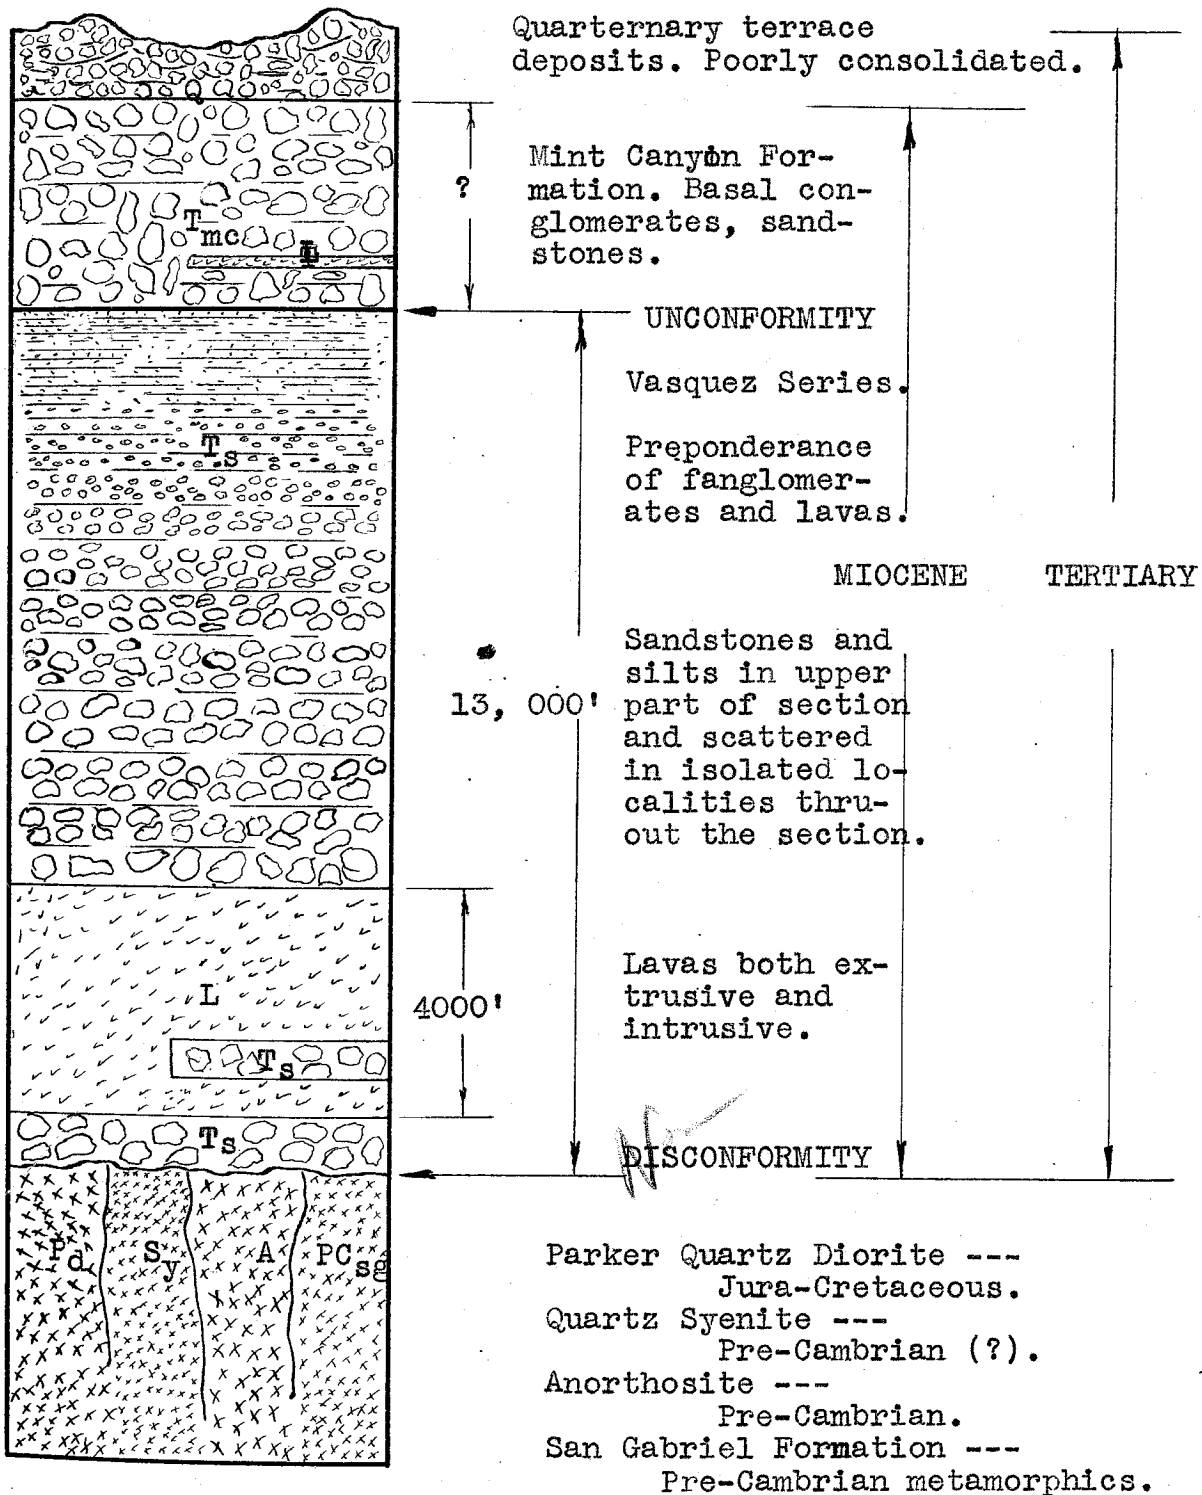 Quarternary terrace
deposits. Poorly consolidated.
Q
Mint Canyon For-
mation. Basal con-
glomerates, sand-
stones.
?
Tmc
L
UNCONFORMITY
Vasquez Series.
Preponderance
of fanglomer-
ates and lavas.
Ts
MIOCENE
TERTIARY
13, 000'
Sandstones and
silts in upper
part of section
and scattered
in isolated lo-
calities thru-
out the section.
L
4000'
Lavas both ex-
trusive and
intrusive.
Ts
Ts
DISCONFORMITY
Pd Sy A PCsg
Parker Quartz Diorite ---
Jura-Cretaceous.
Quartz Syenite ---
Pre-Cambrian (?).
Anorthosite ---
Pre-Cambrian.
San Gabriel Formation ---
Pre-Cambrian metamorphics.